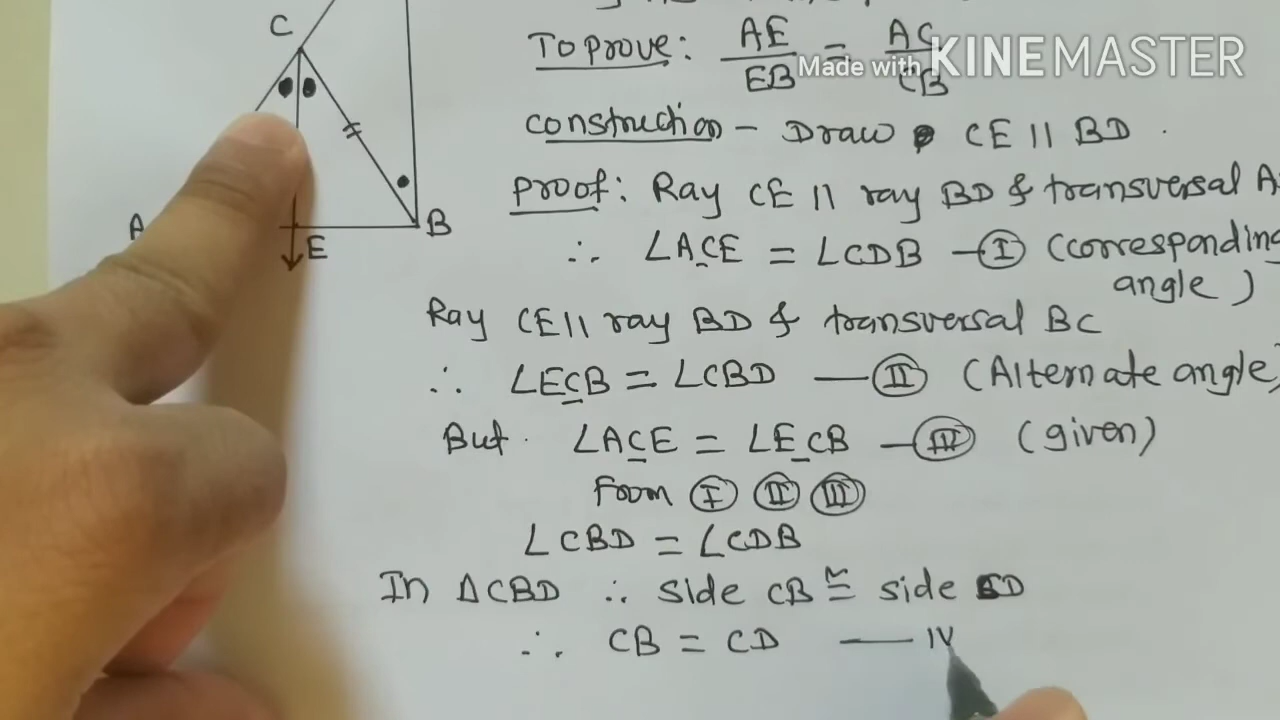 C
A
B
E
To prove: AE/EB = AC/CB
Made with KINEMASTER
construction - Draw CE || BD.
proof: Ray CE || ray BD & transversal A
∴ ∠ACE = ∠CDB — I (corresponding
angle)
Ray CE || ray BD & transversal BC
∴ ∠ECB = ∠CBD — II (Alternate angle)
But ∠ACE = ∠ECB — III (given)
From I II III
∠CBD = ∠CDB
In ΔCBD ∴ side CB ≅ side CD
∴ CB = CD — IV